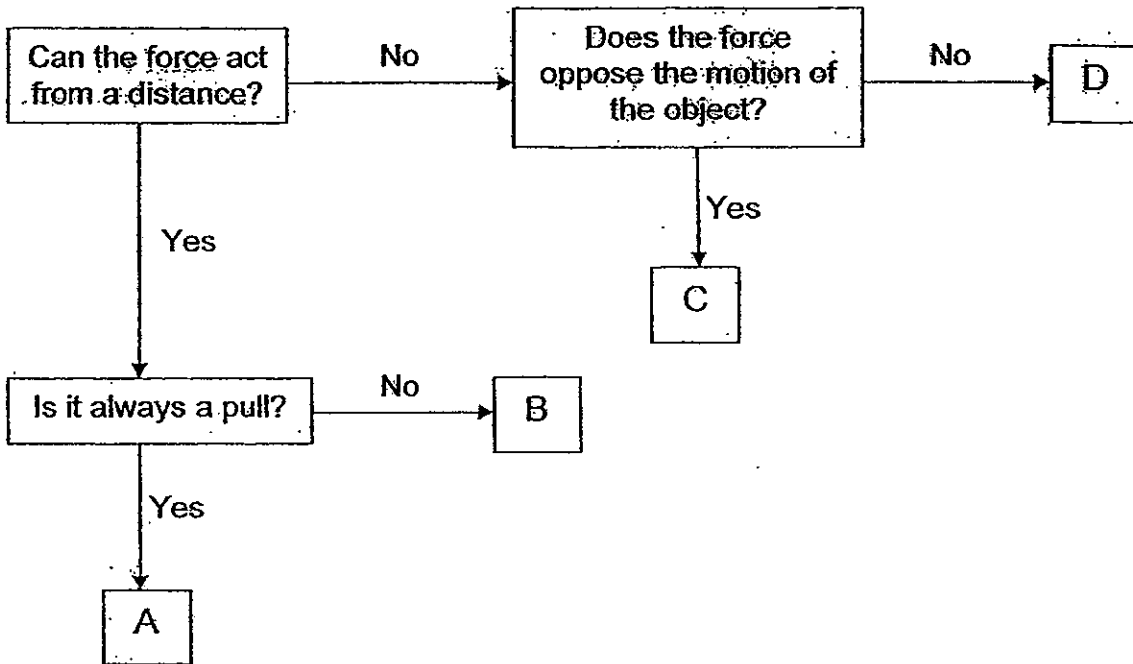 Can the force act
from a distance?
No
Does the force
oppose the motion of
the object?
No
D
Yes
Yes
C
Is it always a pull?
No
B
Yes
A